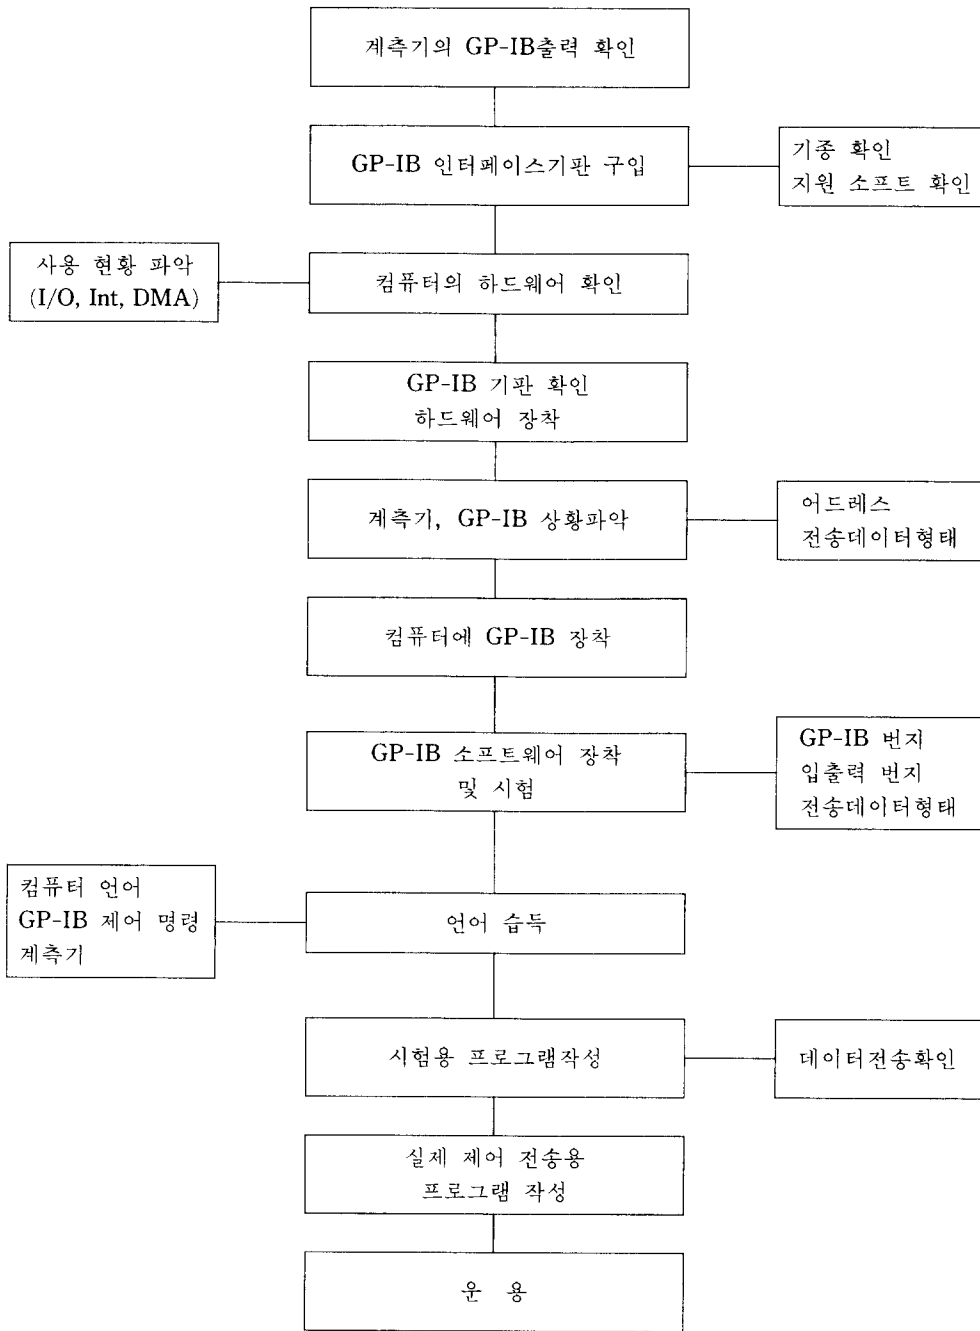 계측기의 GP-IB출력 확인
GP-IB 인터페이스기판 구입
기종 확인
지원 소프트 확인
사용 현황 파악
(I/O, Int, DMA)
컴퓨터의 하드웨어 확인
GP-IB 기판 확인
하드웨어 장착
계측기, GP-IB 상황파악
어드레스
전송데이터형태
컴퓨터에 GP-IB 장착
GP-IB 소프트웨어 장착
및 시험
GP-IB 번지
입출력 번지
전송데이터형태
컴퓨터 언어
GP-IB 제어 명령
계측기
언어 습득
시험용 프로그램작성
데이터전송확인
실제 제어 전송용
프로그램 작성
운 용